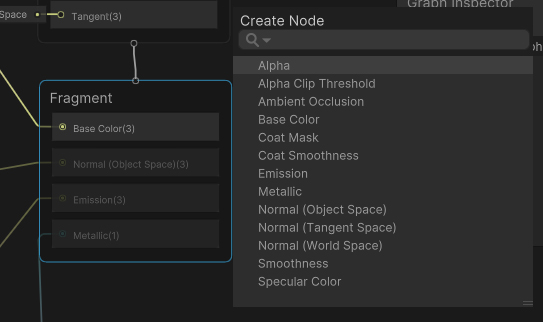 Graph Inspector
Space
Tangent(3)
Create Node
Alpha
Alpha Clip Threshold
Ambient Occlusion
Base Color
Coat Mask
Coat Smoothness
Emission
Metallic
Normal (Object Space)
Normal (Tangent Space)
Normal (World Space)
Smoothness
Specular Color
Fragment
Base Color(3)
Normal (Object Space)(3)
Emission(3)
Metallic(1)